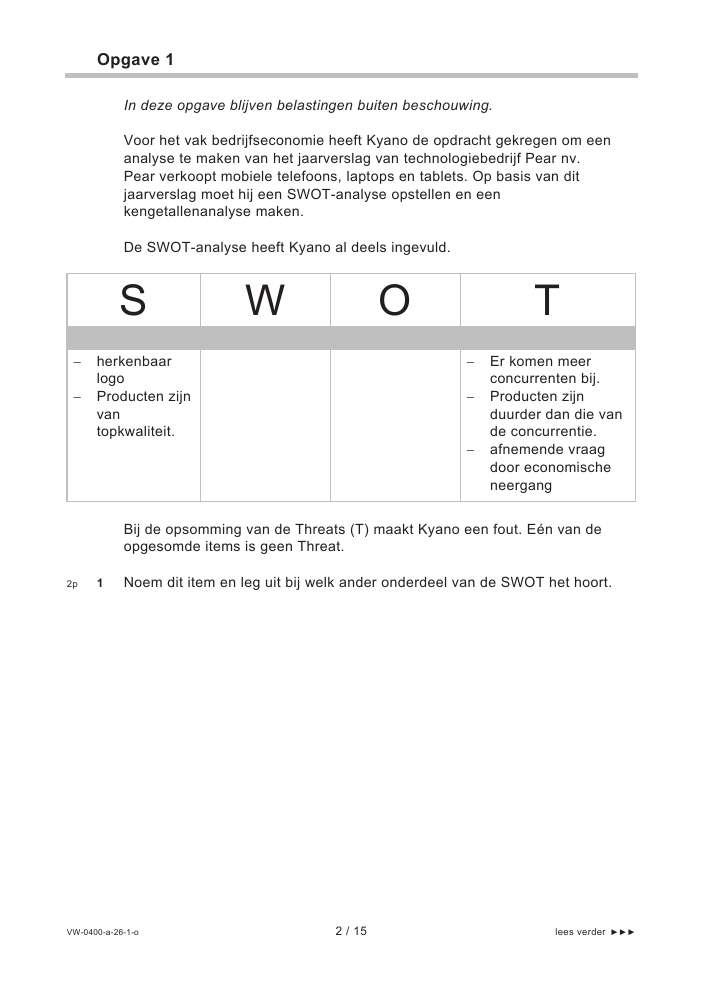 Opgave 1
In deze opgave blijven belastingen buiten beschouwing.
Voor het vak bedrijfseconomie heeft Kyano de opdracht gekregen om een
analyse te maken van het jaarverslag van technologiebedrijf Pear nv.
Pear verkoopt mobiele telefoons, laptops en tablets. Op basis van dit
jaarverslag moet hij een SWOT-analyse opstellen en een
kengetallenanalyse maken.
De SWOT-analyse heeft Kyano al deels ingevuld.
S W O T
– herkenbaar
logo
– Producten zijn
van
topkwaliteit.
– Er komen meer
concurrenten bij.
– Producten zijn
duurder dan die van
de concurrentie.
– afnemende vraag
door economische
neergang
Bij de opsomming van de Threats (T) maakt Kyano een fout. Eén van de
opgesomde items is geen Threat.
2p 1 Noem dit item en leg uit bij welk ander onderdeel van de SWOT het hoort.
VW-0400-a-26-1-o 2 / 15 lees verder ►►►